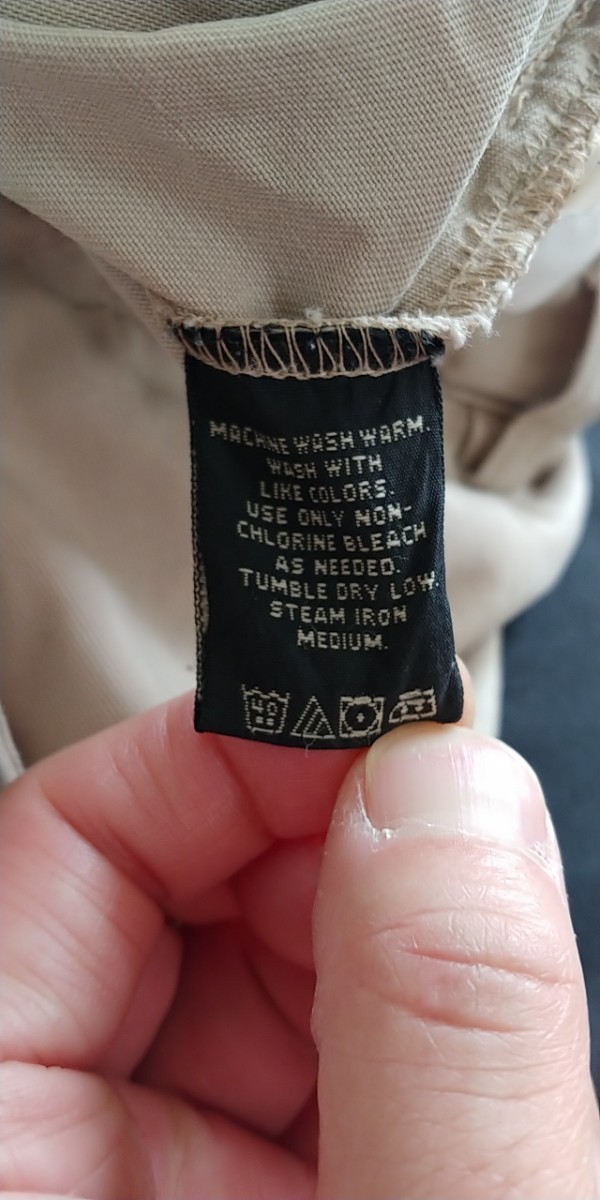 MACHINE WASH WARM.
WASH WITH
LIKE COLORS.
USE ONLY NON-
CHLORINE BLEACH
AS NEEDED.
TUMBLE DRY LOW.
STEAM IRON
MEDIUM.
40